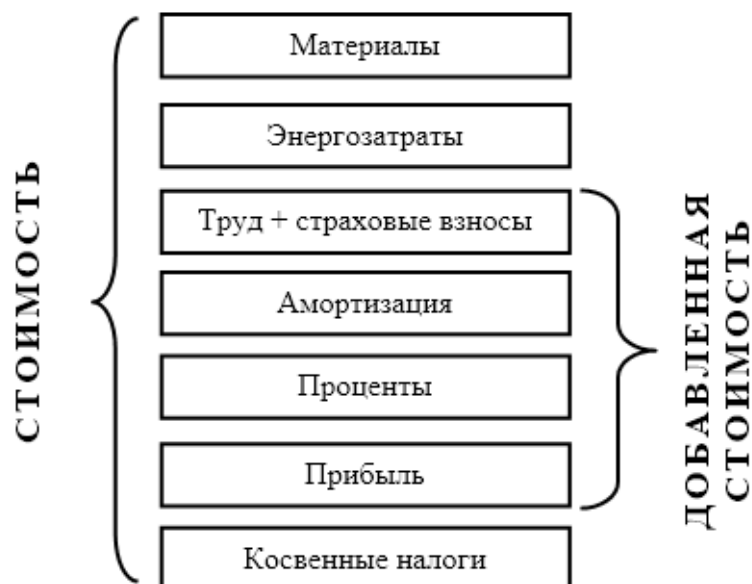 СТОИМОСТЬ
Материалы
Энергозатраты
Труд + страховые взносы
Амортизация
Проценты
Прибыль
Косвенные налоги
ДОБАВЛЕННАЯ
СТОИМОСТЬ